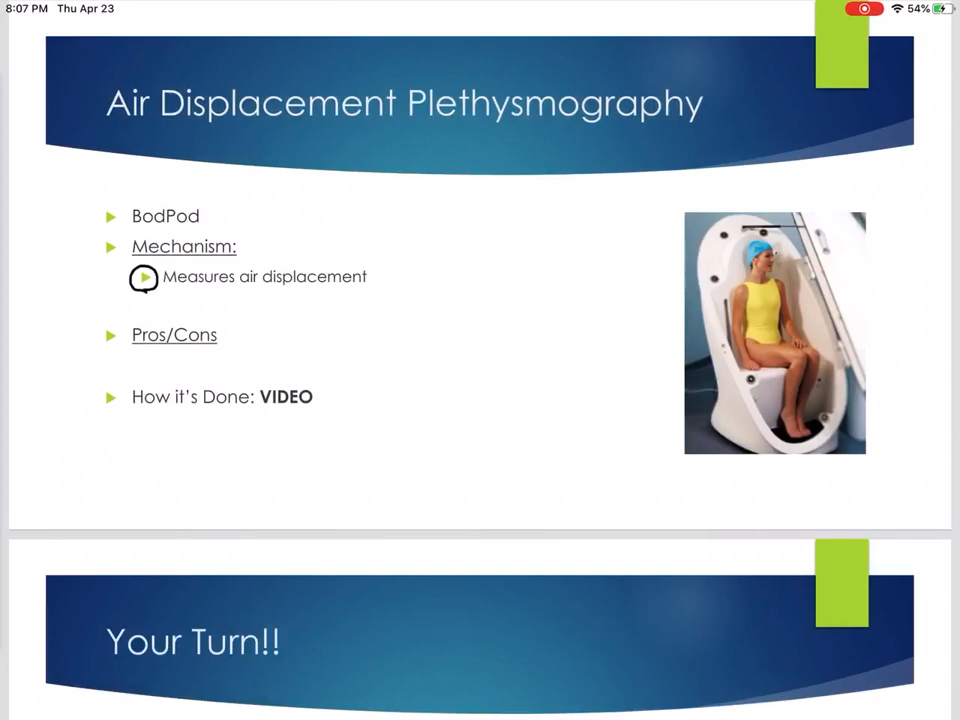 8:07 PM Thu Apr 23
54%
Air Displacement Plethysmography
BodPod
Mechanism:
Measures air displacement
Pros/Cons
How it's Done: VIDEO
Your Turn!!